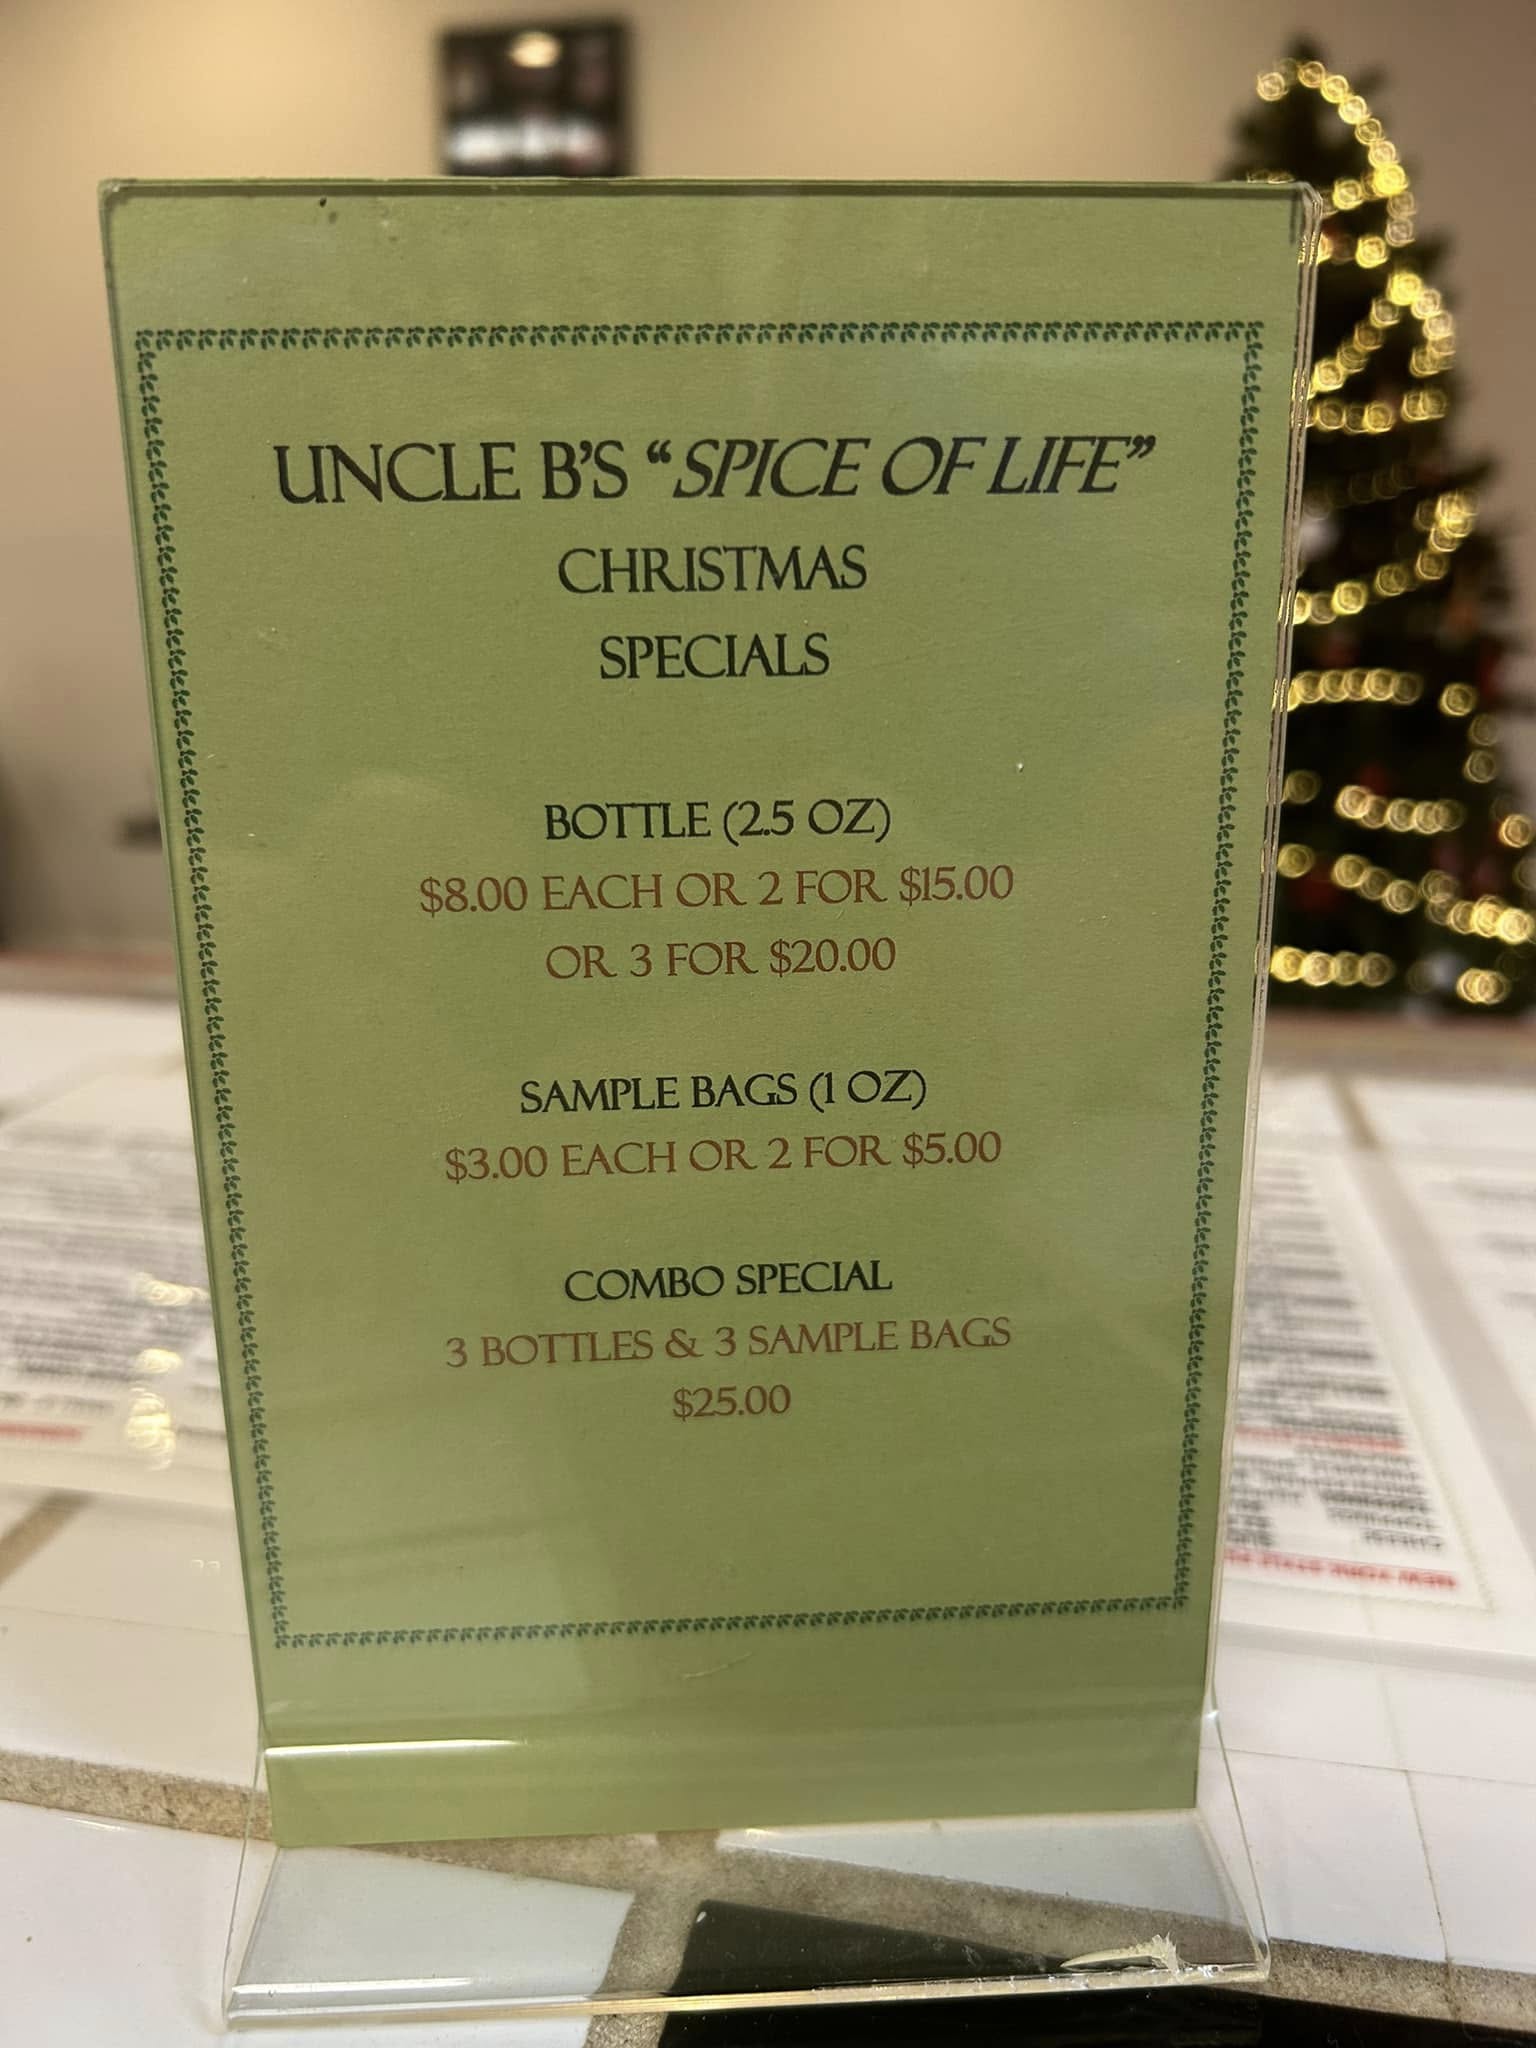 UNCLE B'S “SPICE OF LIFE”
CHRISTMAS
SPECIALS
BOTTLE (2.5 OZ)
$8.00 EACH OR 2 FOR $15.00
OR 3 FOR $20.00
SAMPLE BAGS (1 OZ)
$3.00 EACH OR 2 FOR $5.00
COMBO SPECIAL
3 BOTTLES & 3 SAMPLE BAGS
$25.00